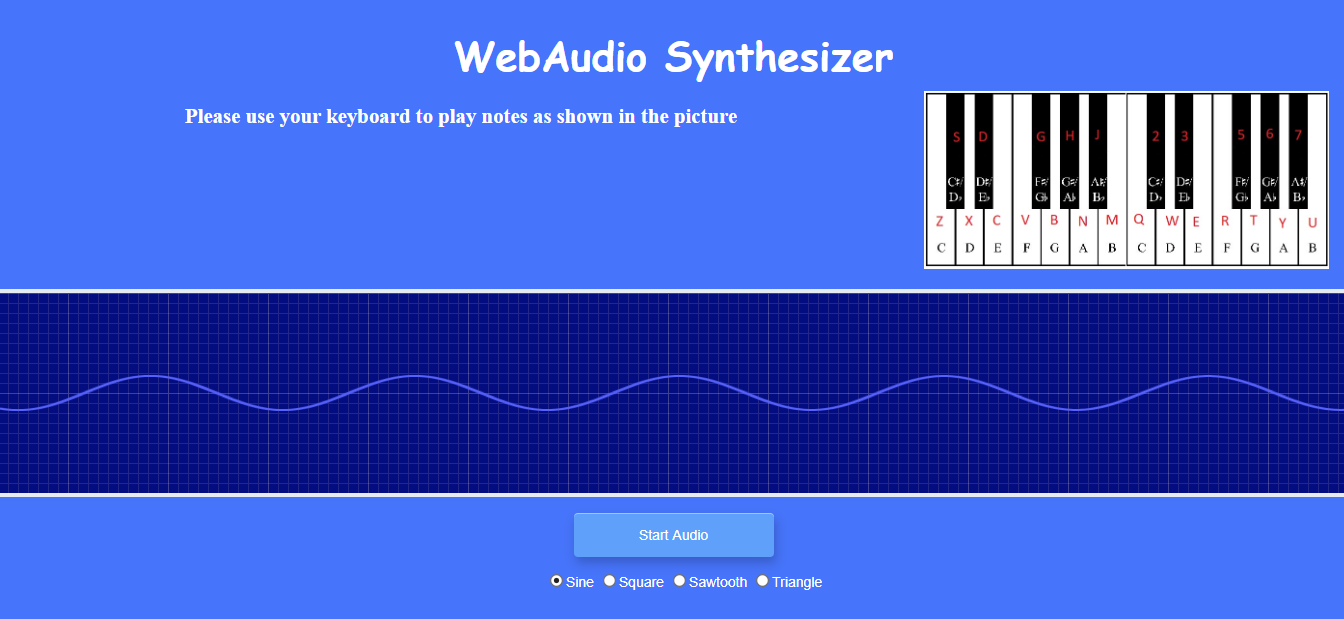 WebAudio Synthesizer
Please use your keyboard to play notes as shown in the picture
S D G H J 2 3 5 6 7
C♯/ D♯/ F♯/ G♯/ A♯/ C♯/ D♯/ F♯/ G♯/ A♯/
D♭ E♭ G♭ A♭ B♭ D♭ E♭ G♭ A♭ B♭
Z X C V B N M Q W E R T Y U
C D E F G A B C D E F G A B
Start Audio
Sine Square Sawtooth Triangle